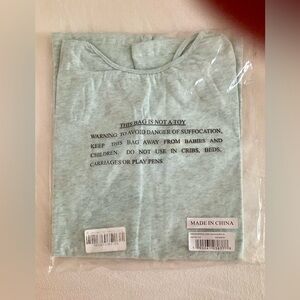 THIS BAG IS NOT A TOY
WARNING TO AVOID DANGER OF SUFFOCATION,
KEEP THIS BAG AWAY FROM BABIES AND
CHILDREN. DO NOT USE IN CRIBS, BEDS,
CARRIAGES OR PLAY PENS
MADE IN CHINA